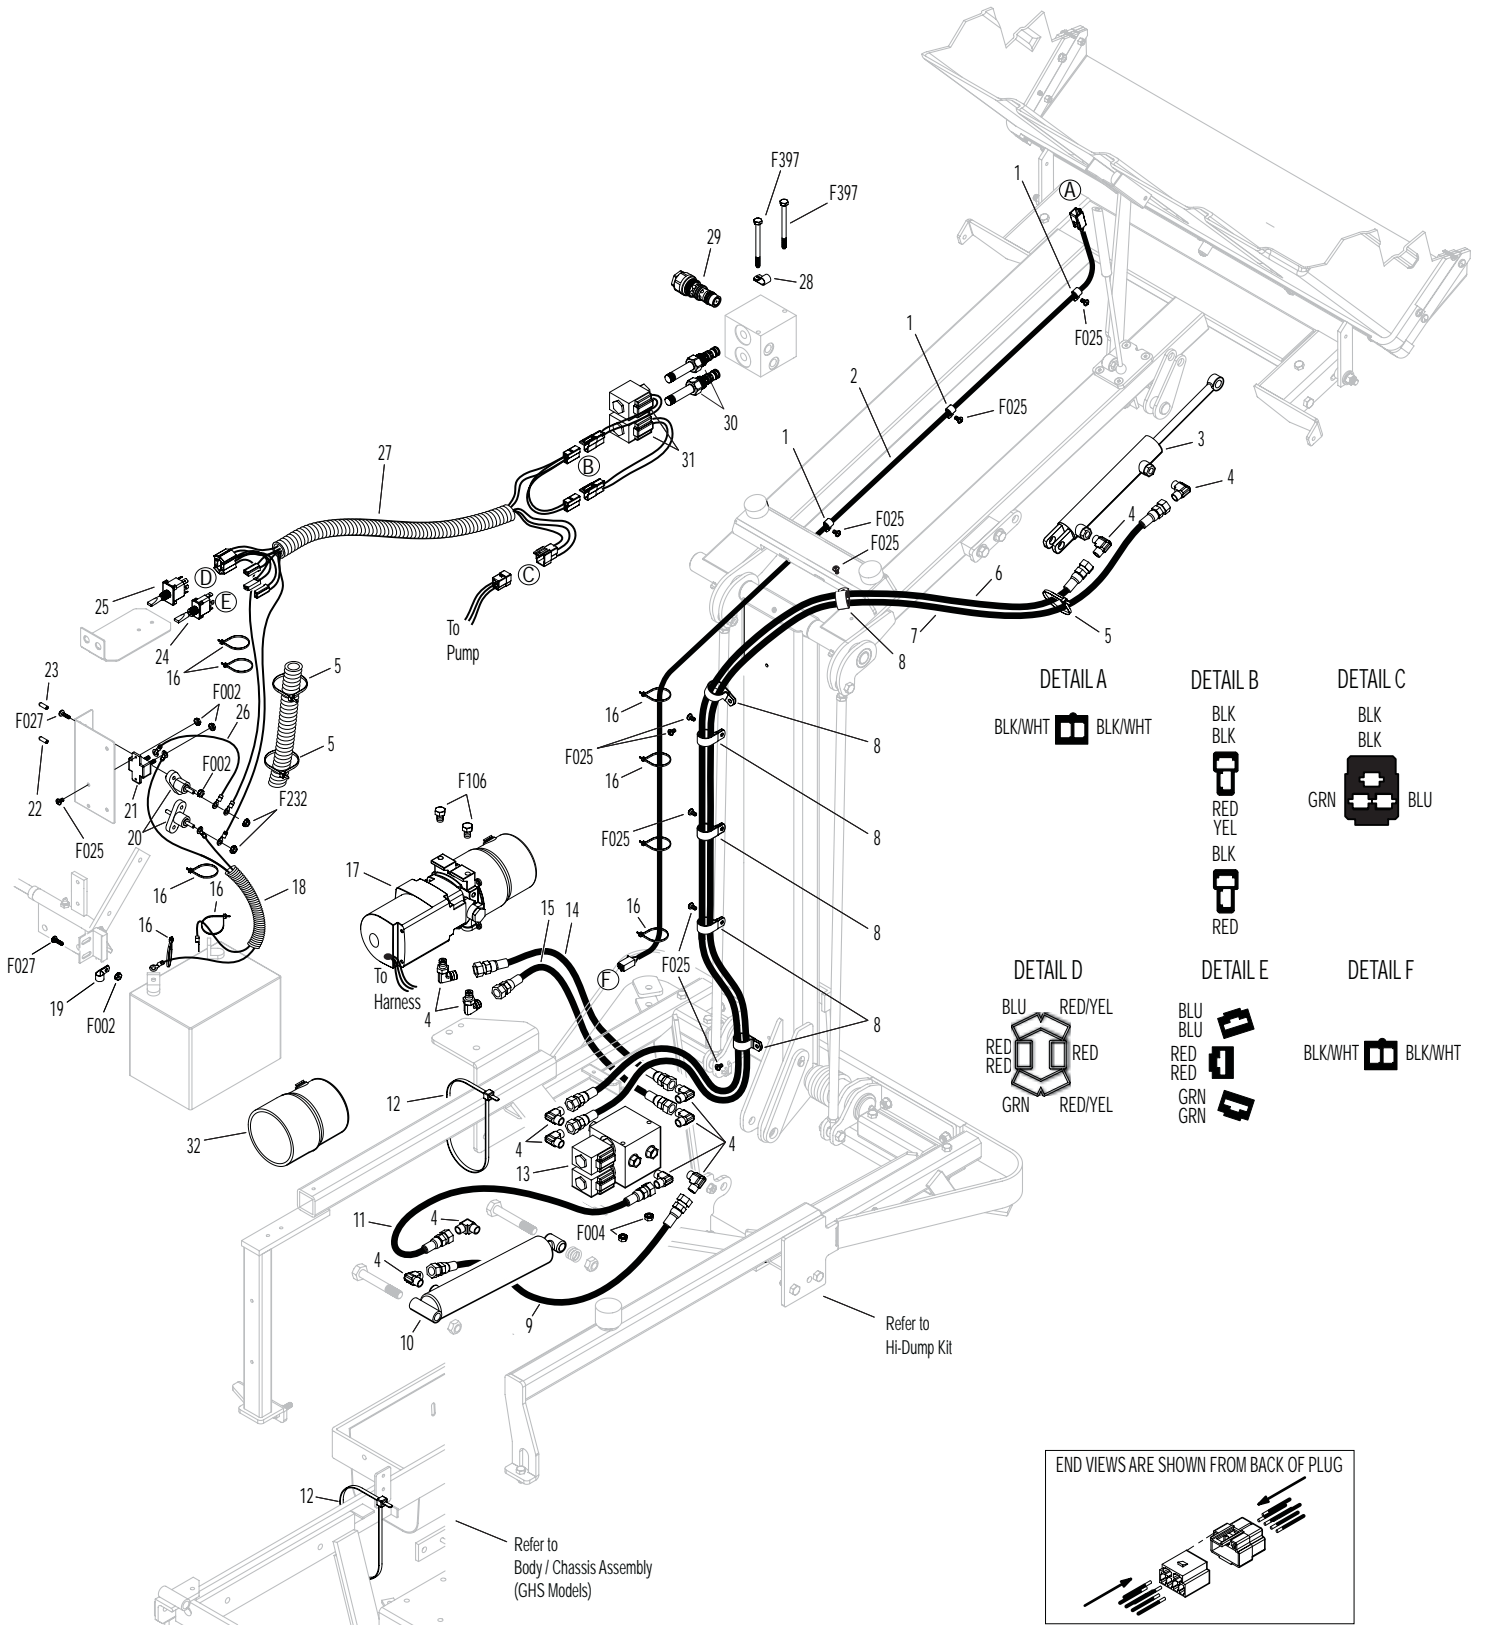 F397
F397
1
A
29
28
F025
1
2
F025
30
1
31
B
27
3
4
F025
4
F025
C
D
E
25
24
To
Pump
6
7
5
8
16
5
23
F002
F027
26
5
F002
22
21
F232
20
F025
16
16
18
16
F027
19
F002
16
F025
8
16
F106
8
F025
17
15
14
16
F025
8
F
To
Harness
4
8
12
4
4
13
32
11
4
F004
4
9
10
Refer to
Hi-Dump Kit
12
Refer to
Body / Chassis Assembly
(GHS Models)
DETAIL A
BLK/WHT
BLK/WHT
DETAIL B
BLK
BLK
RED
YEL
BLK
RED
DETAIL C
BLK
BLK
GRN
BLU
DETAIL D
BLU
RED/YEL
RED
RED
RED
GRN
RED/YEL
DETAIL E
BLU
BLU
RED
RED
GRN
GRN
DETAIL F
BLK/WHT
BLK/WHT
END VIEWS ARE SHOWN FROM BACK OF PLUG